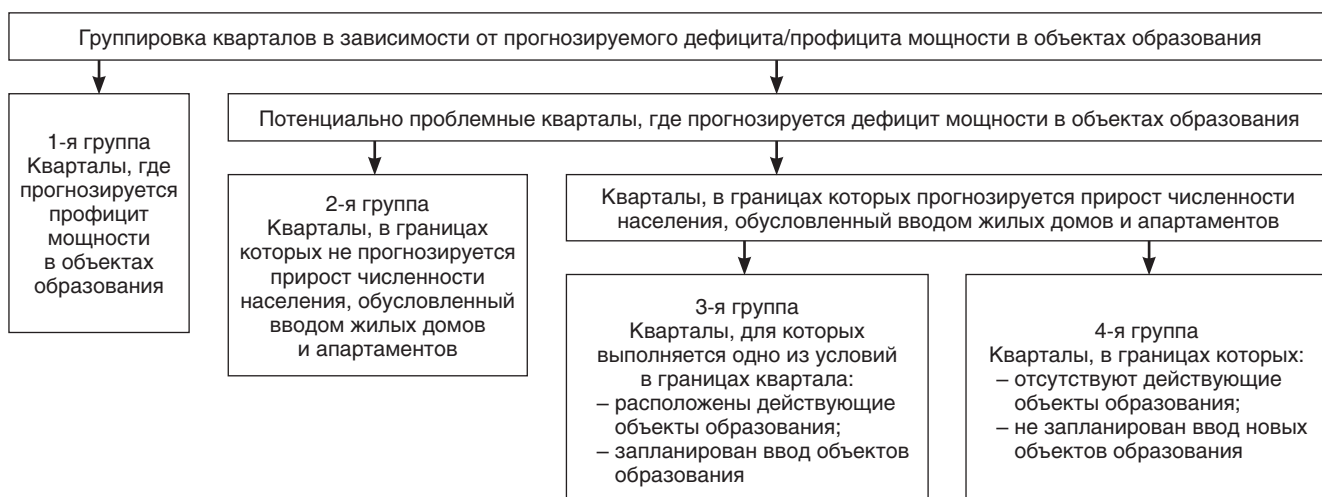 Группировка кварталов в зависимости от прогнозируемого дефицита/профицита мощности в объектах образования
1-я группа
Кварталы, где
прогнозируется
профицит
мощности
в объектах
образования
Потенциально проблемные кварталы, где прогнозируется дефицит мощности в объектах образования
2-я группа
Кварталы, в границах
которых не прогнозируется
прирост численности
населения, обусловленный
вводом жилых домов
и апартаментов
Кварталы, в границах которых прогнозируется прирост численности
населения, обусловленный вводом жилых домов и апартаментов
3-я группа
Кварталы, для которых
выполняется одно из условий
в границах квартала:
– расположены действующие
объекты образования;
– запланирован ввод объектов
образования
4-я группа
Кварталы, в границах которых:
– отсутствуют действующие
объекты образования;
– не запланирован ввод новых
объектов образования